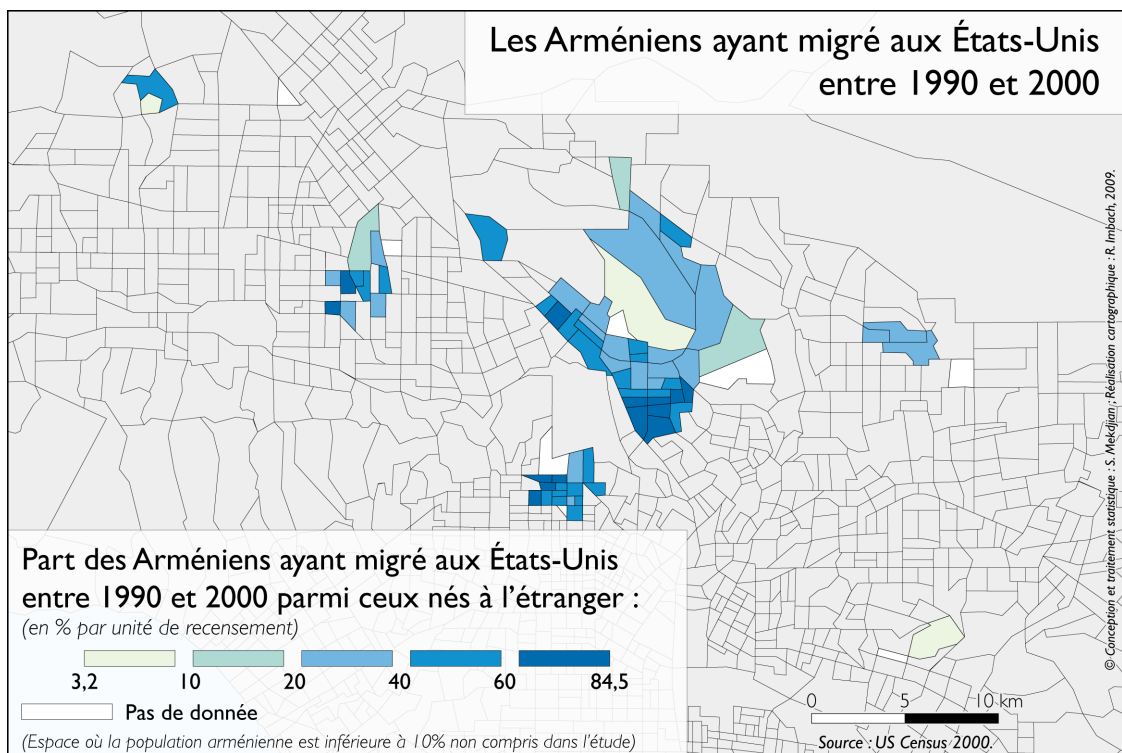 Les Arméniens ayant migré aux États-Unis
entre 1990 et 2000
© Conception et traitement statistique : S. Mekdjian ; Réalisation cartographique : R. Imbach, 2009.
Part des Arméniens ayant migré aux États-Unis
entre 1990 et 2000 parmi ceux nés à l'étranger :
(en % par unité de recensement)
3,2 10 20 40 60 84,5
Pas de donnée
(Espace où la population arménienne est inférieure à 10% non compris dans l'étude)
0 5 10 km
Source : US Census 2000.